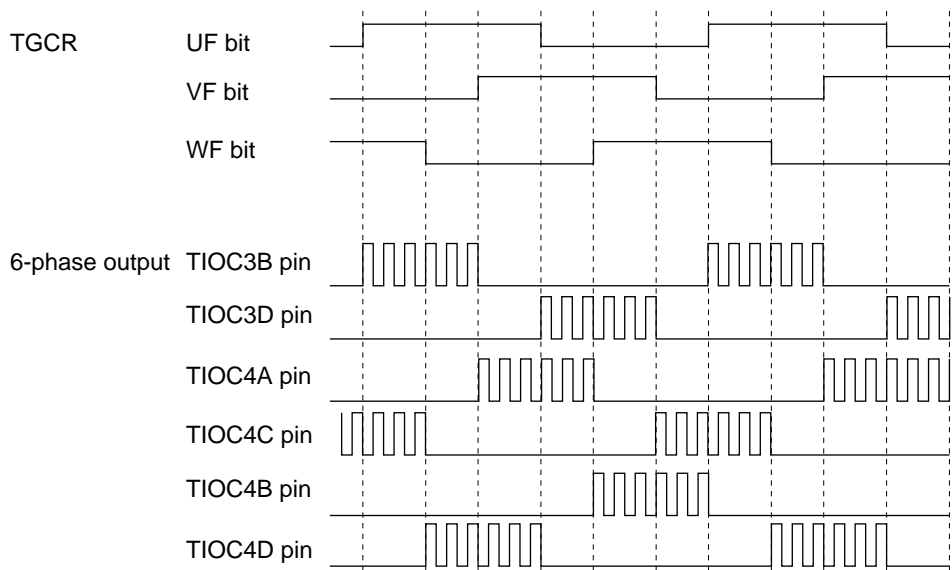 TGCR UF bit
VF bit
WF bit
6-phase output TIOC3B pin
TIOC3D pin
TIOC4A pin
TIOC4C pin
TIOC4B pin
TIOC4D pin